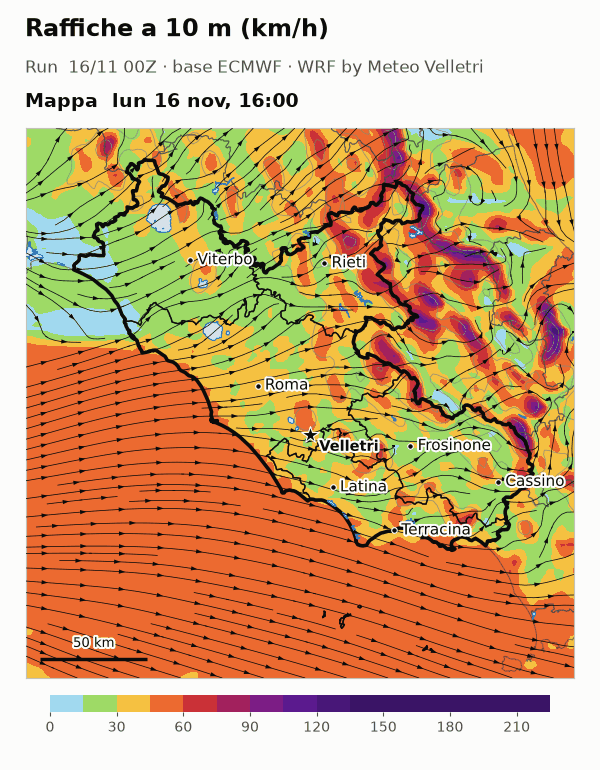 Raffiche a 10 m (km/h)
Run  16/11 00Z · base ECMWF · WRF by Meteo Velletri
Mappa  lun 16 nov, 16:00
Viterbo
Rieti
Roma
Velletri
Frosinone
Latina
Cassino
Terracina
50 km
0 30 60 90 120 150 180 210